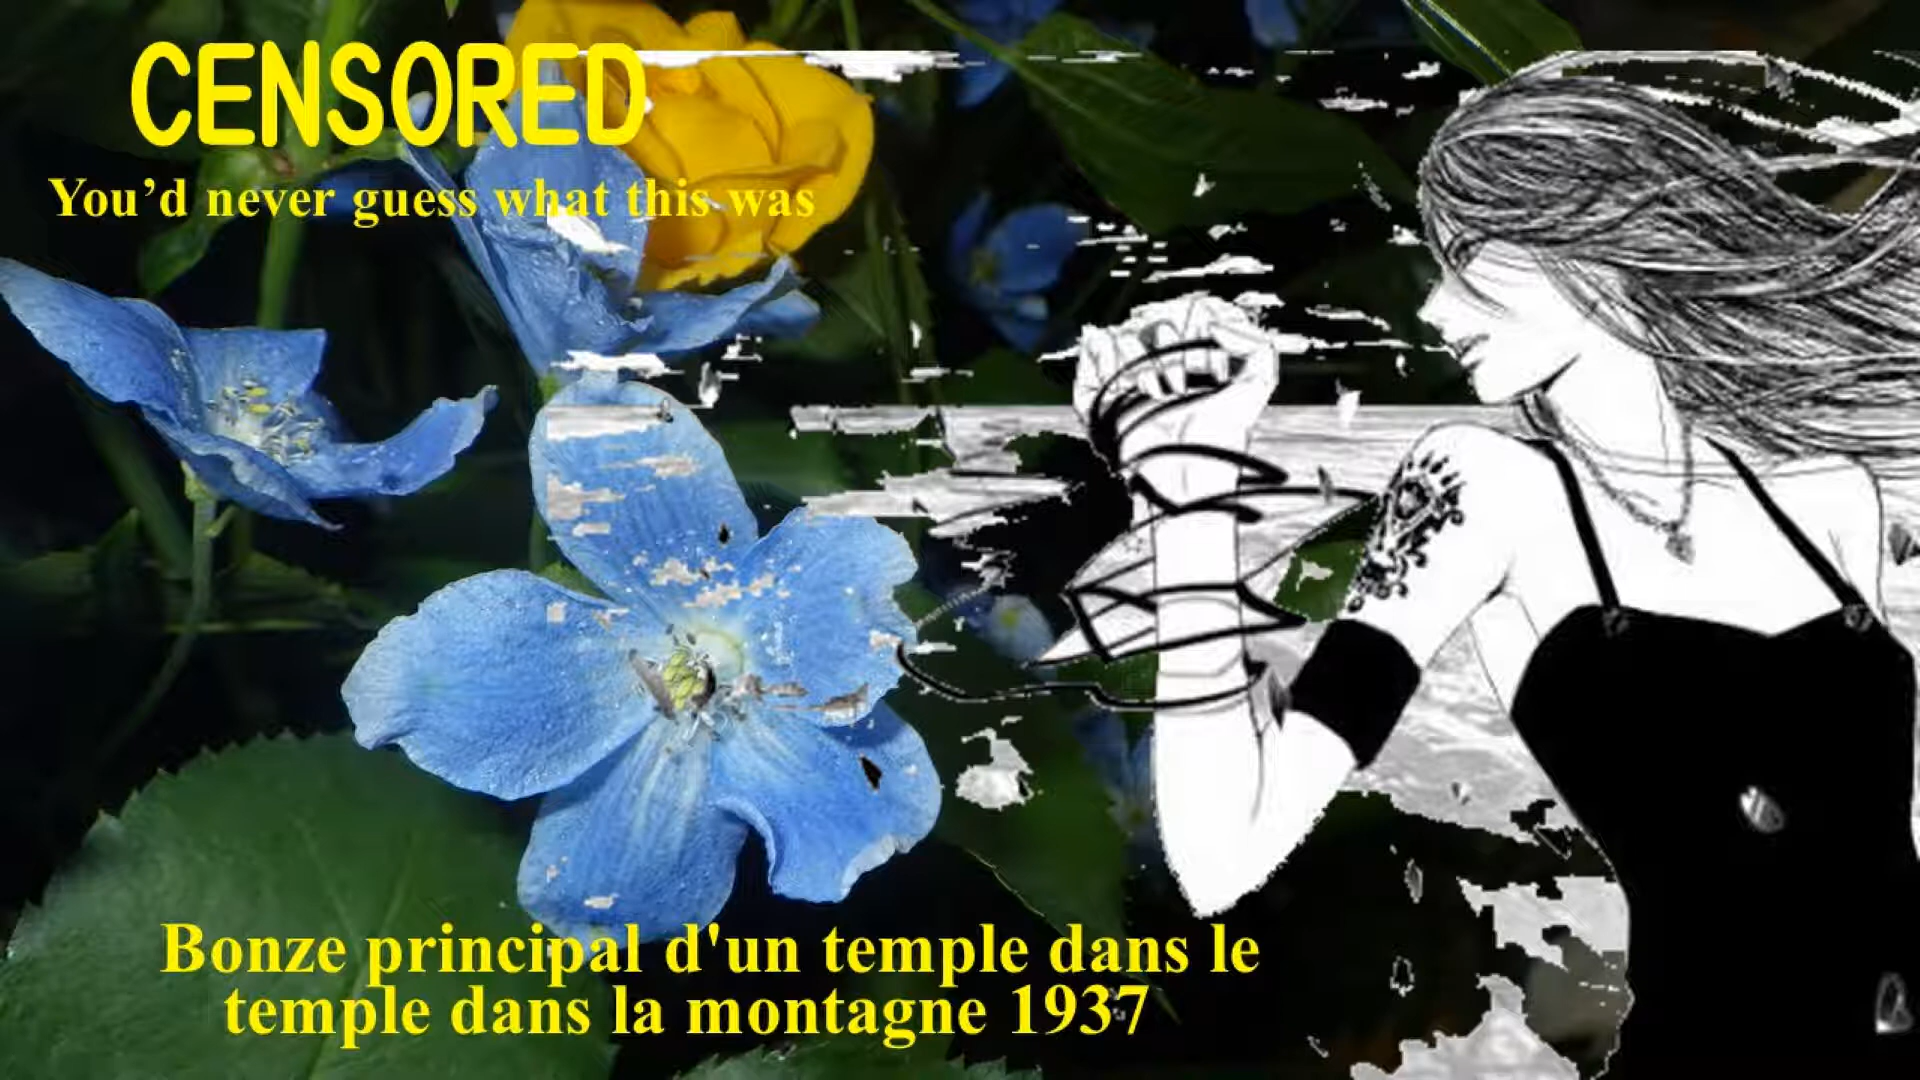 CENSORED
You’d never guess what this was
Bonze principal d'un temple dans le
temple dans la montagne 1937